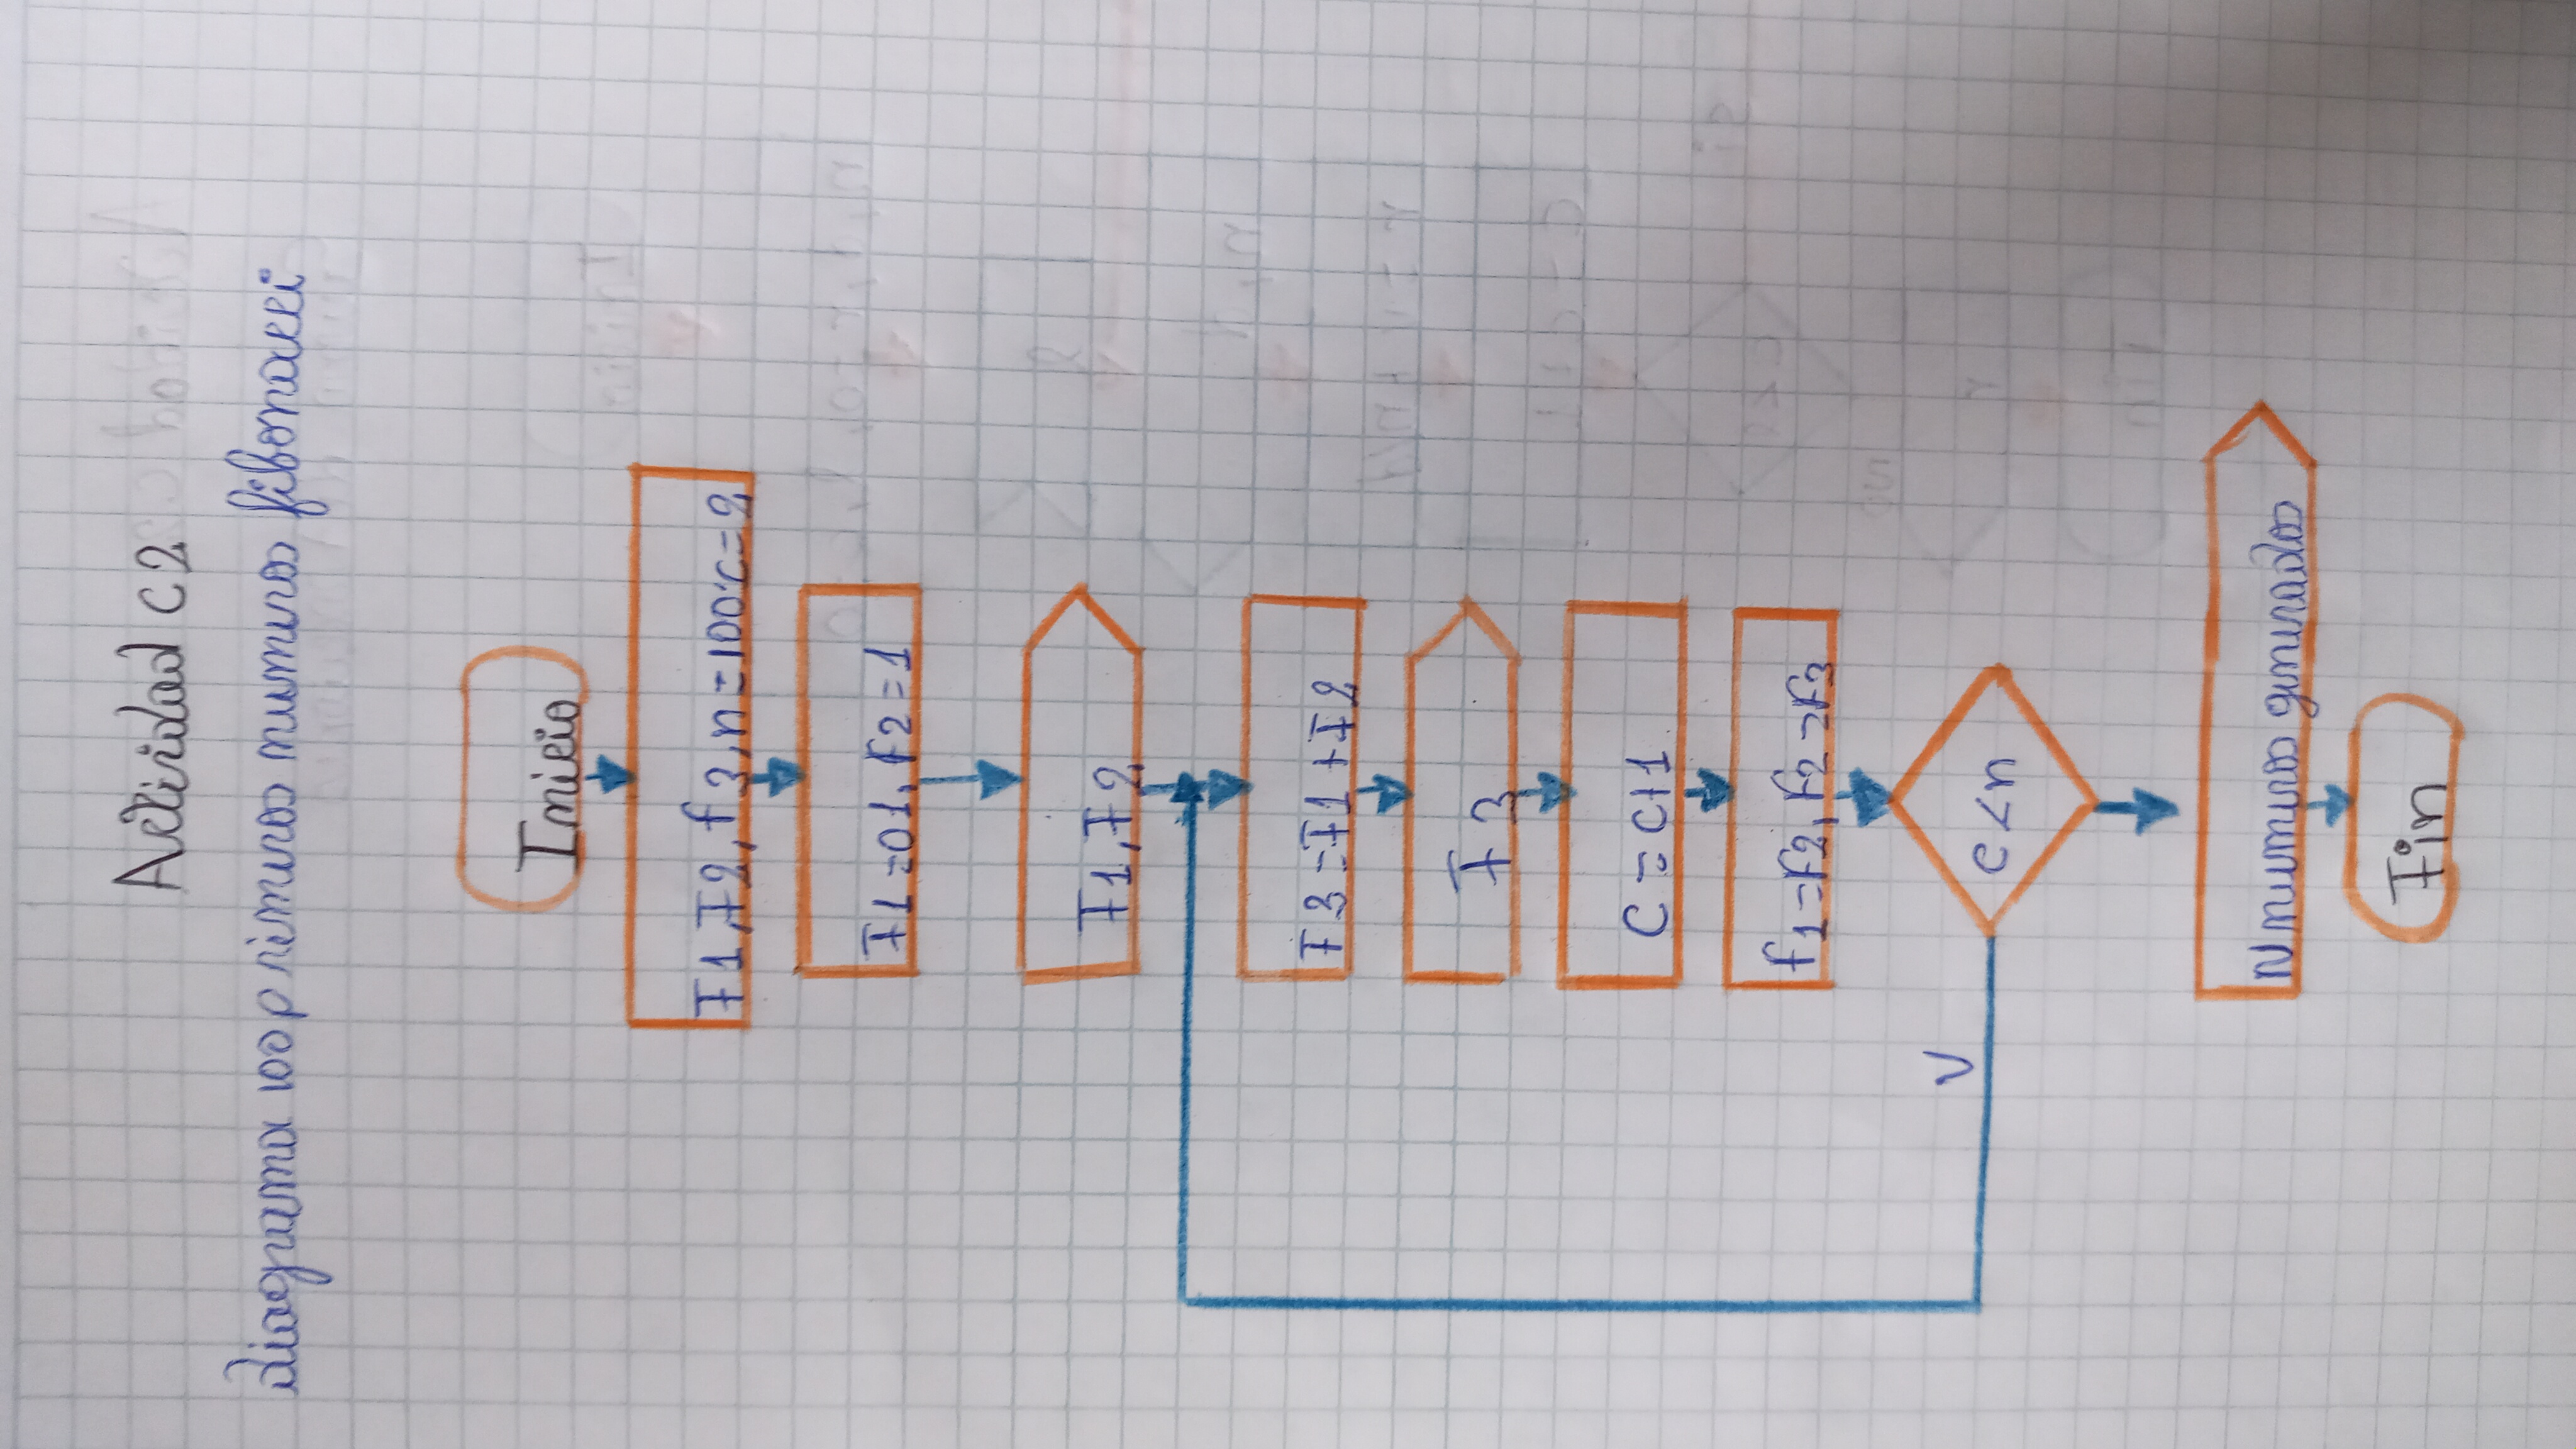 Actividad C2
diagrama 100 primeros numeros fibonacci
Inicio
F1, F2, f3, n=100, c=2
F1=01, F2=1
F1, F2
F3=F1+F2
F3
C=C+1
f1=F2, F2=F3
V
c<n
N numeros generados
Fin